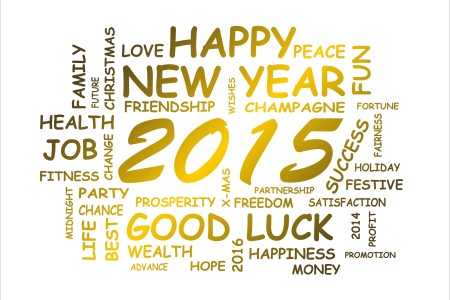 HAPPY
LOVE
PEACE
NEW YEAR
FAMILY
FUTURE
CHRISTMAS
FUN
FRIENDSHIP
WISHES
CHAMPAGNE
FORTUNE
HEALTH
JOB
FITNESS
CHANGE
2015
SUCCESS
FAIRNESS
HOLIDAY
PARTNERSHIP
FESTIVE
MIDNIGHT
PARTY
CHANCE
LIFE
BEST
PROSPERITY
X-MAS
FREEDOM
SATISFACTION
GOOD LUCK
2014
PROFIT
WEALTH
2016
HAPPINESS
PROMOTION
ADVANCE
HOPE
MONEY